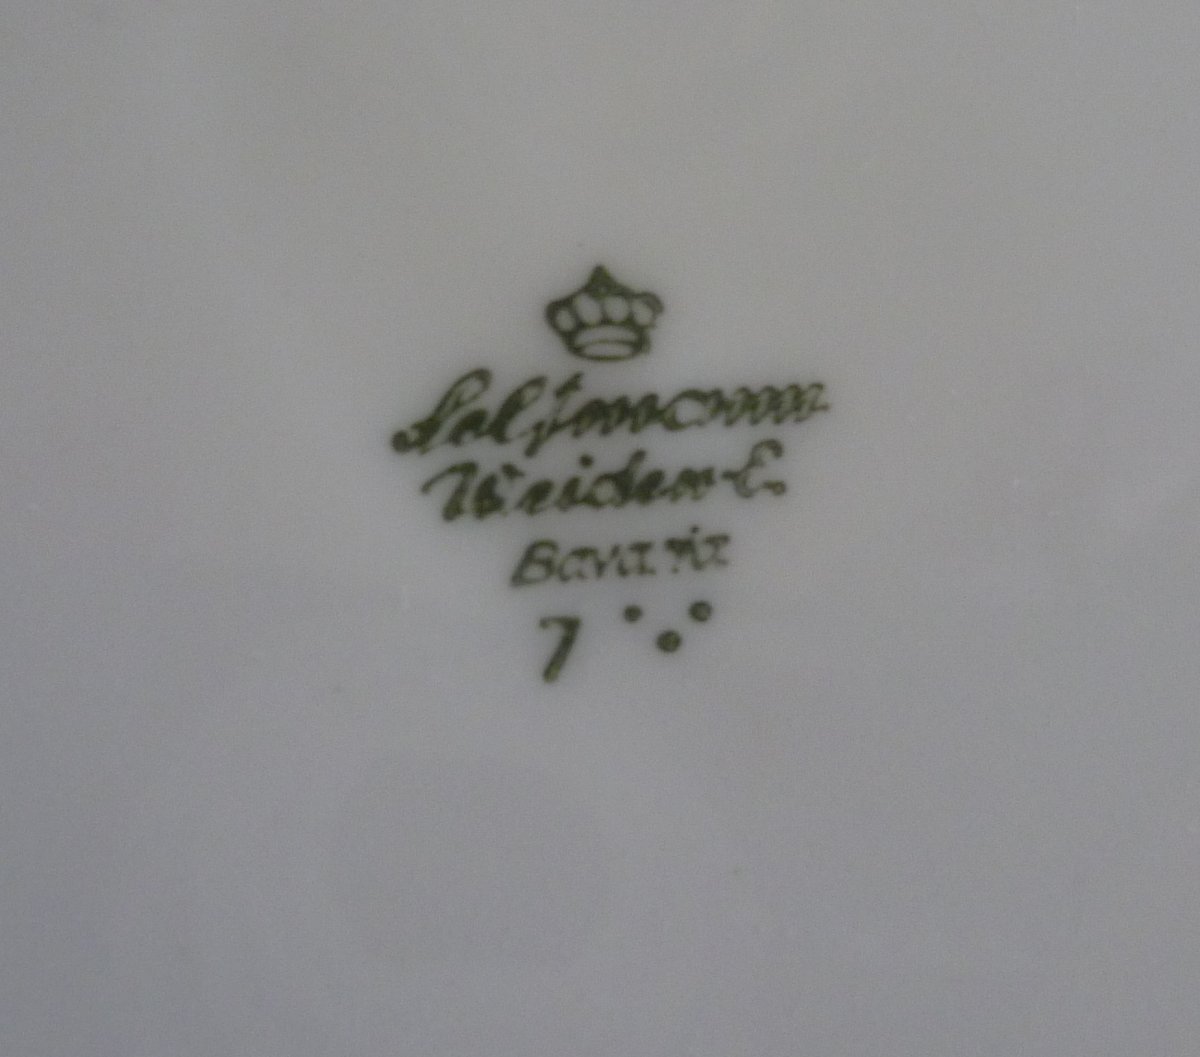 Seltmann
Weiden-E.
Bavaria
7